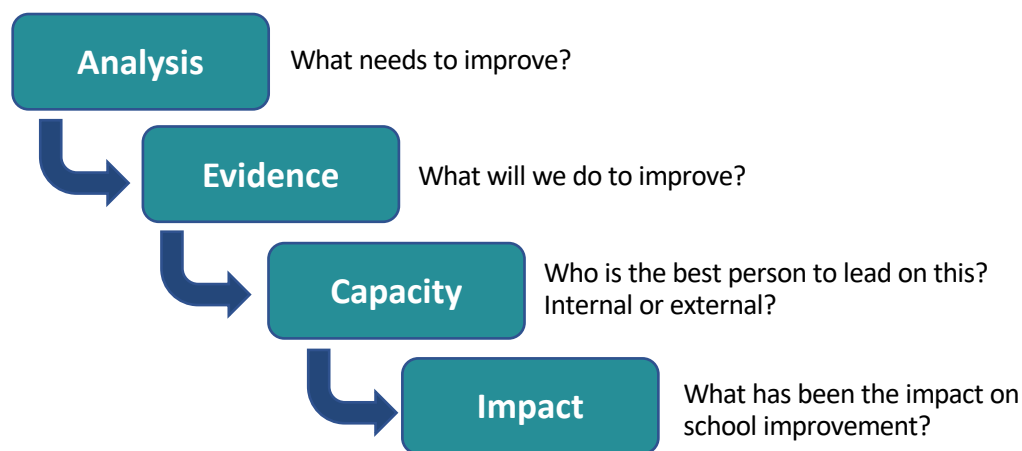 Analysis
What needs to improve?
Evidence
What will we do to improve?
Capacity
Who is the best person to lead on this?
Internal or external?
Impact
What has been the impact on
school improvement?